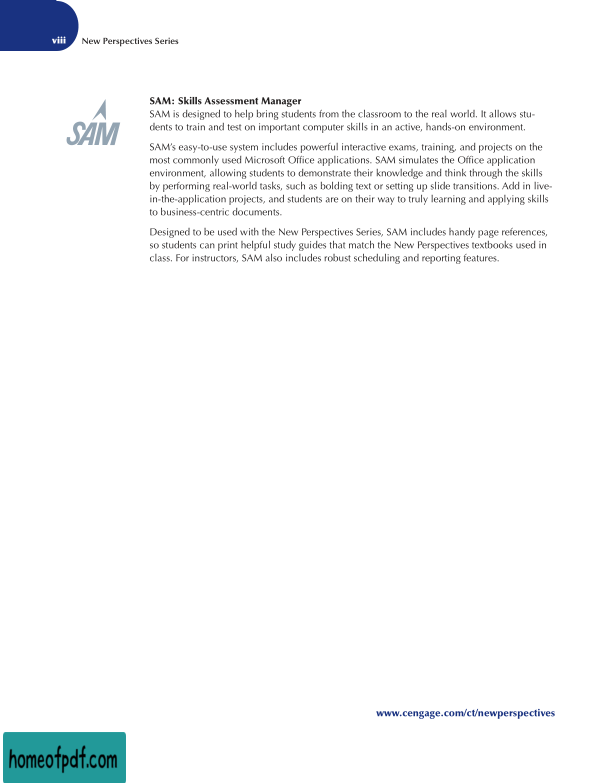 viii New Perspectives Series
SAM: Skills Assessment Manager
SAM is designed to help bring students from the classroom to the real world. It allows stu-
dents to train and test on important computer skills in an active, hands-on environment.
SAM
SAM’s easy-to-use system includes powerful interactive exams, training, and projects on the
most commonly used Microsoft Office applications. SAM simulates the Office application
environment, allowing students to demonstrate their knowledge and think through the skills
by performing real-world tasks, such as bolding text or setting up slide transitions. Add in live-
in-the-application projects, and students are on their way to truly learning and applying skills
to business-centric documents.
Designed to be used with the New Perspectives Series, SAM includes handy page references,
so students can print helpful study guides that match the New Perspectives textbooks used in
class. For instructors, SAM also includes robust scheduling and reporting features.
www.cengage.com/ct/newperspectives
homeofpdf.com